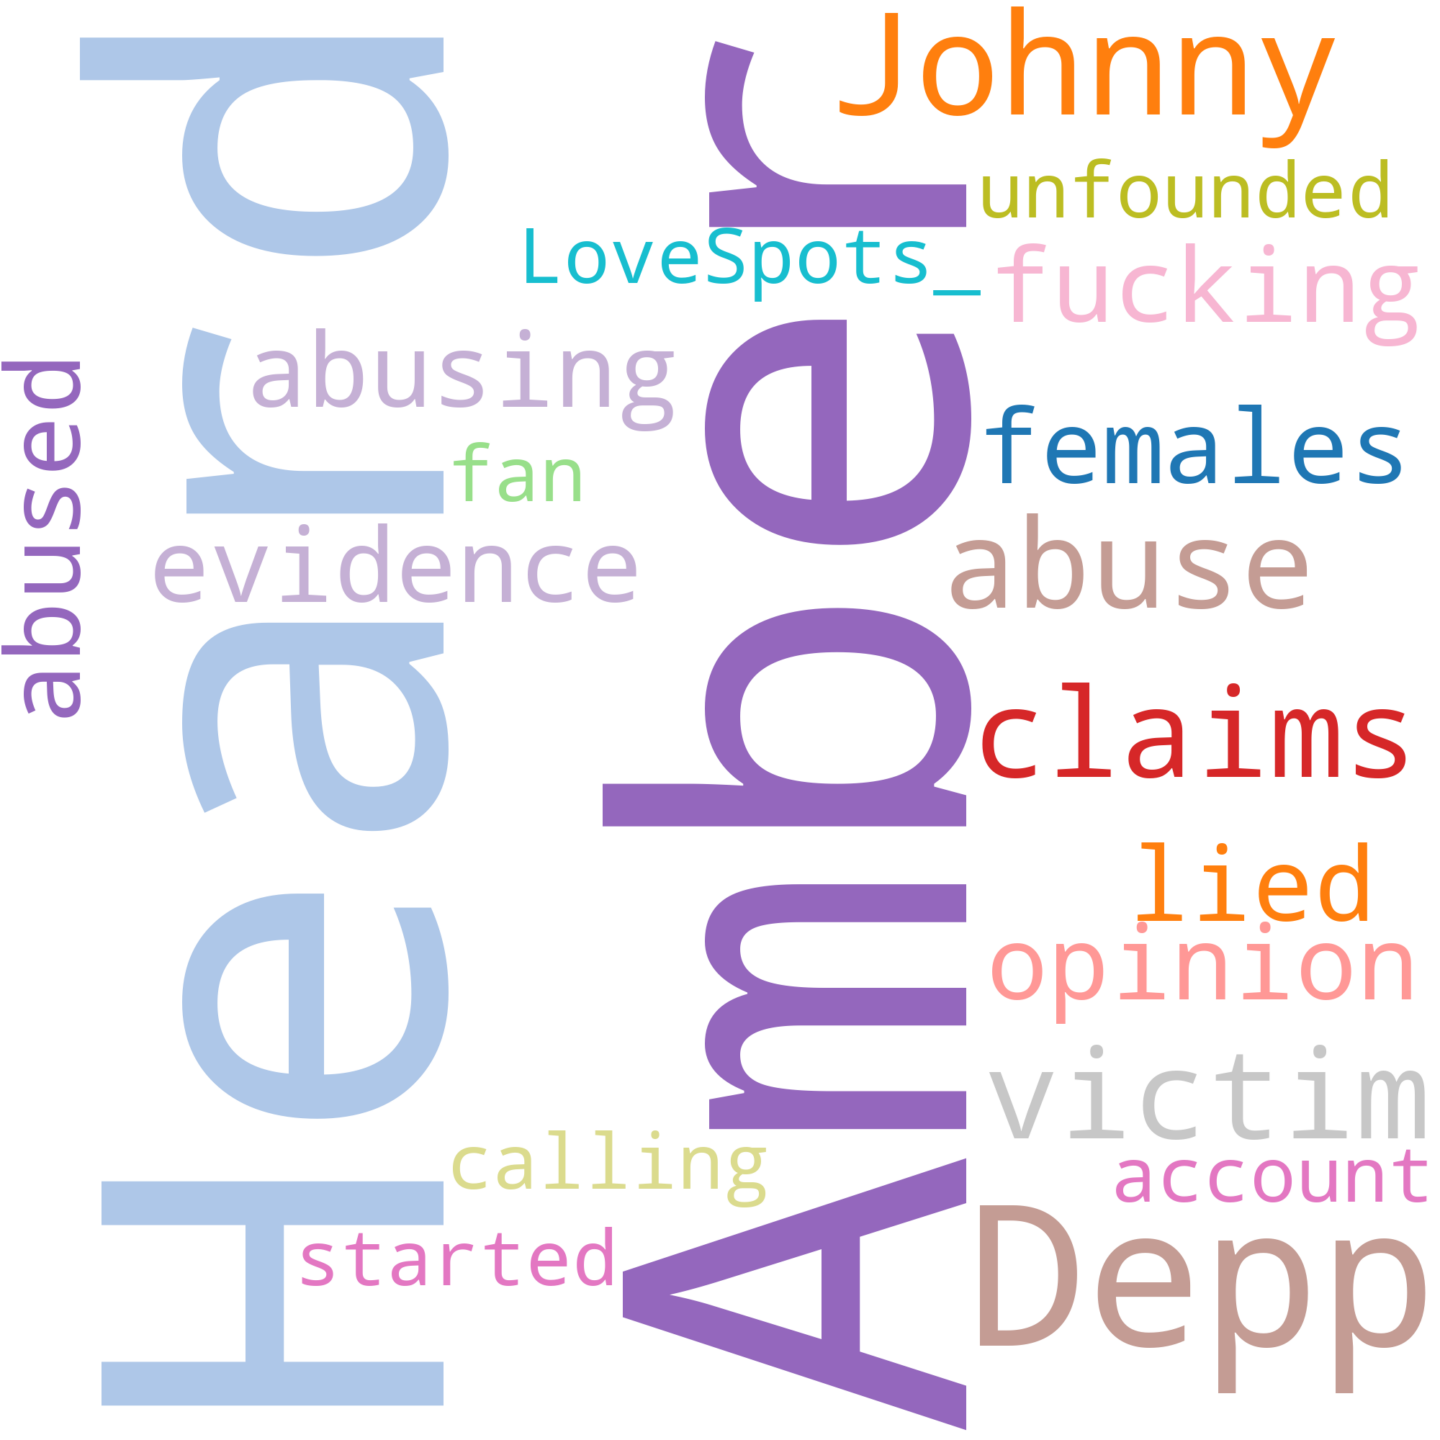 Heard
Amber
Johnny
unfounded
LoveSpots_
fucking
abusing
abused
females
fan
evidence
abuse
claims
lied
opinion
victim
calling
account
started
Depp